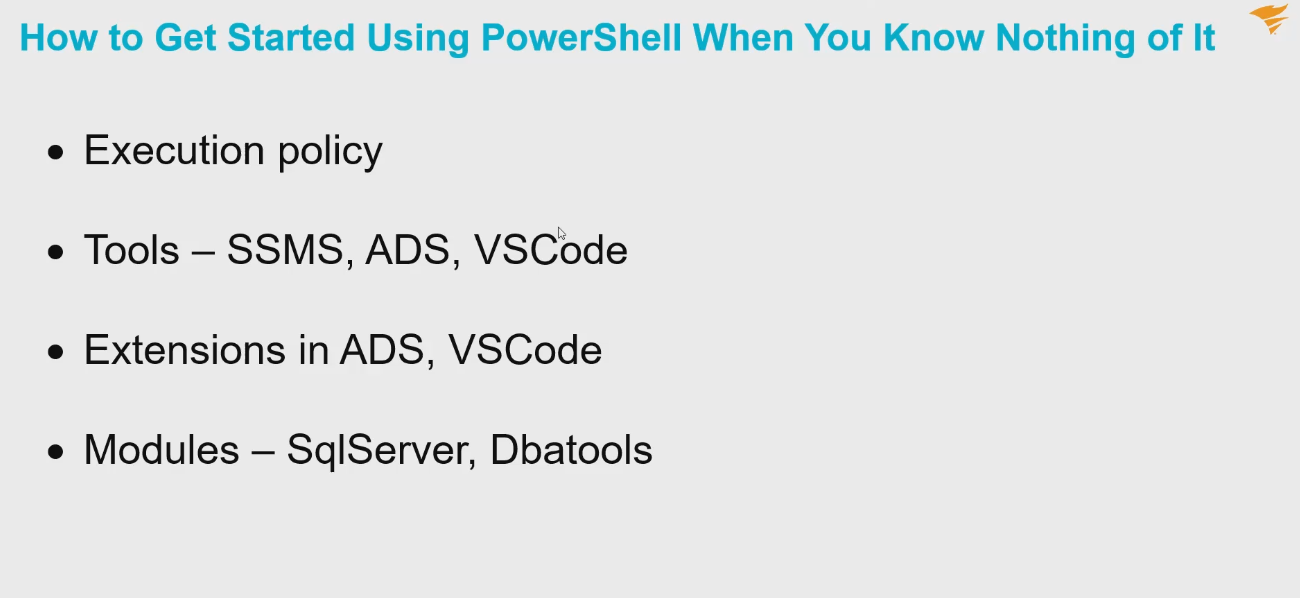 How to Get Started Using PowerShell When You Know Nothing of It
• Execution policy
• Tools – SSMS, ADS, VSCode
• Extensions in ADS, VSCode
• Modules – SqlServer, Dbatools